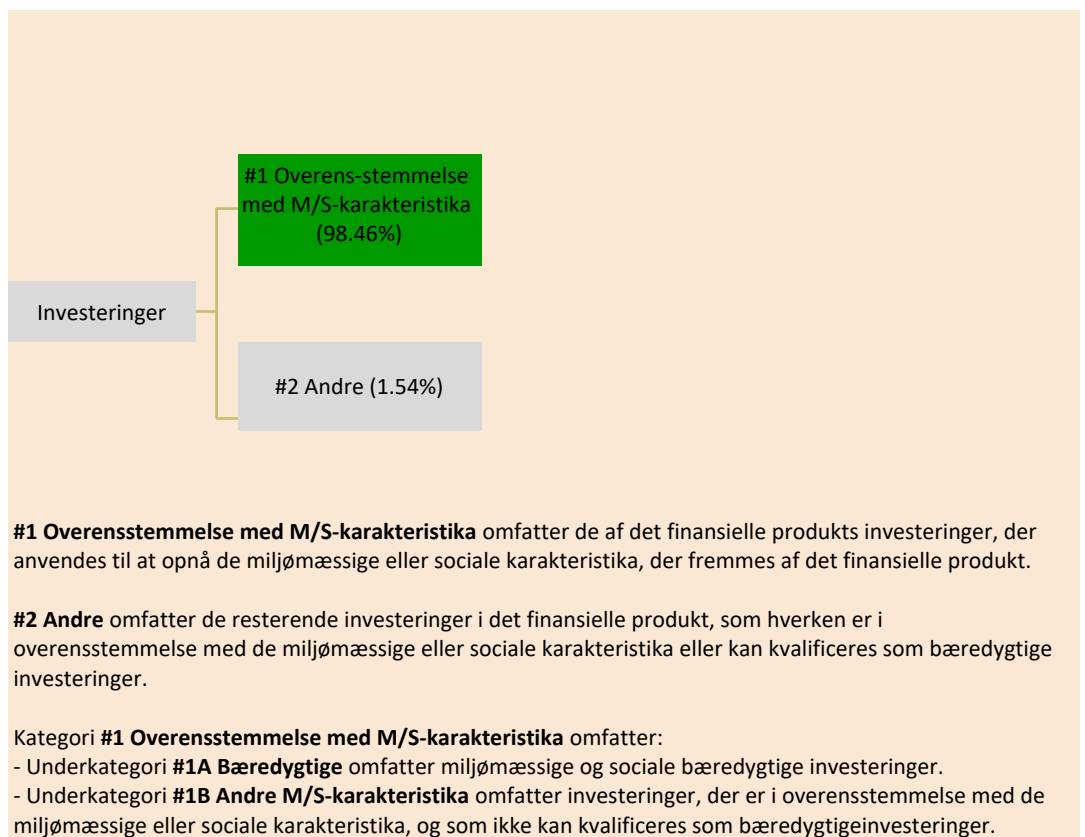 #1 Overens-stemmelse
med M/S-karakteristika
(98.46%)
Investeringer
#2 Andre (1.54%)
#1 Overensstemmelse med M/S-karakteristika omfatter de af det finansielle produkts investeringer, der
anvendes til at opnå de miljømæssige eller sociale karakteristika, der fremmes af det finansielle produkt.
#2 Andre omfatter de resterende investeringer i det finansielle produkt, som hverken er i
overensstemmelse med de miljømæssige eller sociale karakteristika eller kan kvalificeres som bæredygtige
investeringer.
Kategori #1 Overensstemmelse med M/S-karakteristika omfatter:
- Underkategori #1A Bæredygtige omfatter miljømæssige og sociale bæredygtige investeringer.
- Underkategori #1B Andre M/S-karakteristika omfatter investeringer, der er i overensstemmelse med de
miljømæssige eller sociale karakteristika, og som ikke kan kvalificeres som bæredygtigeinvesteringer.